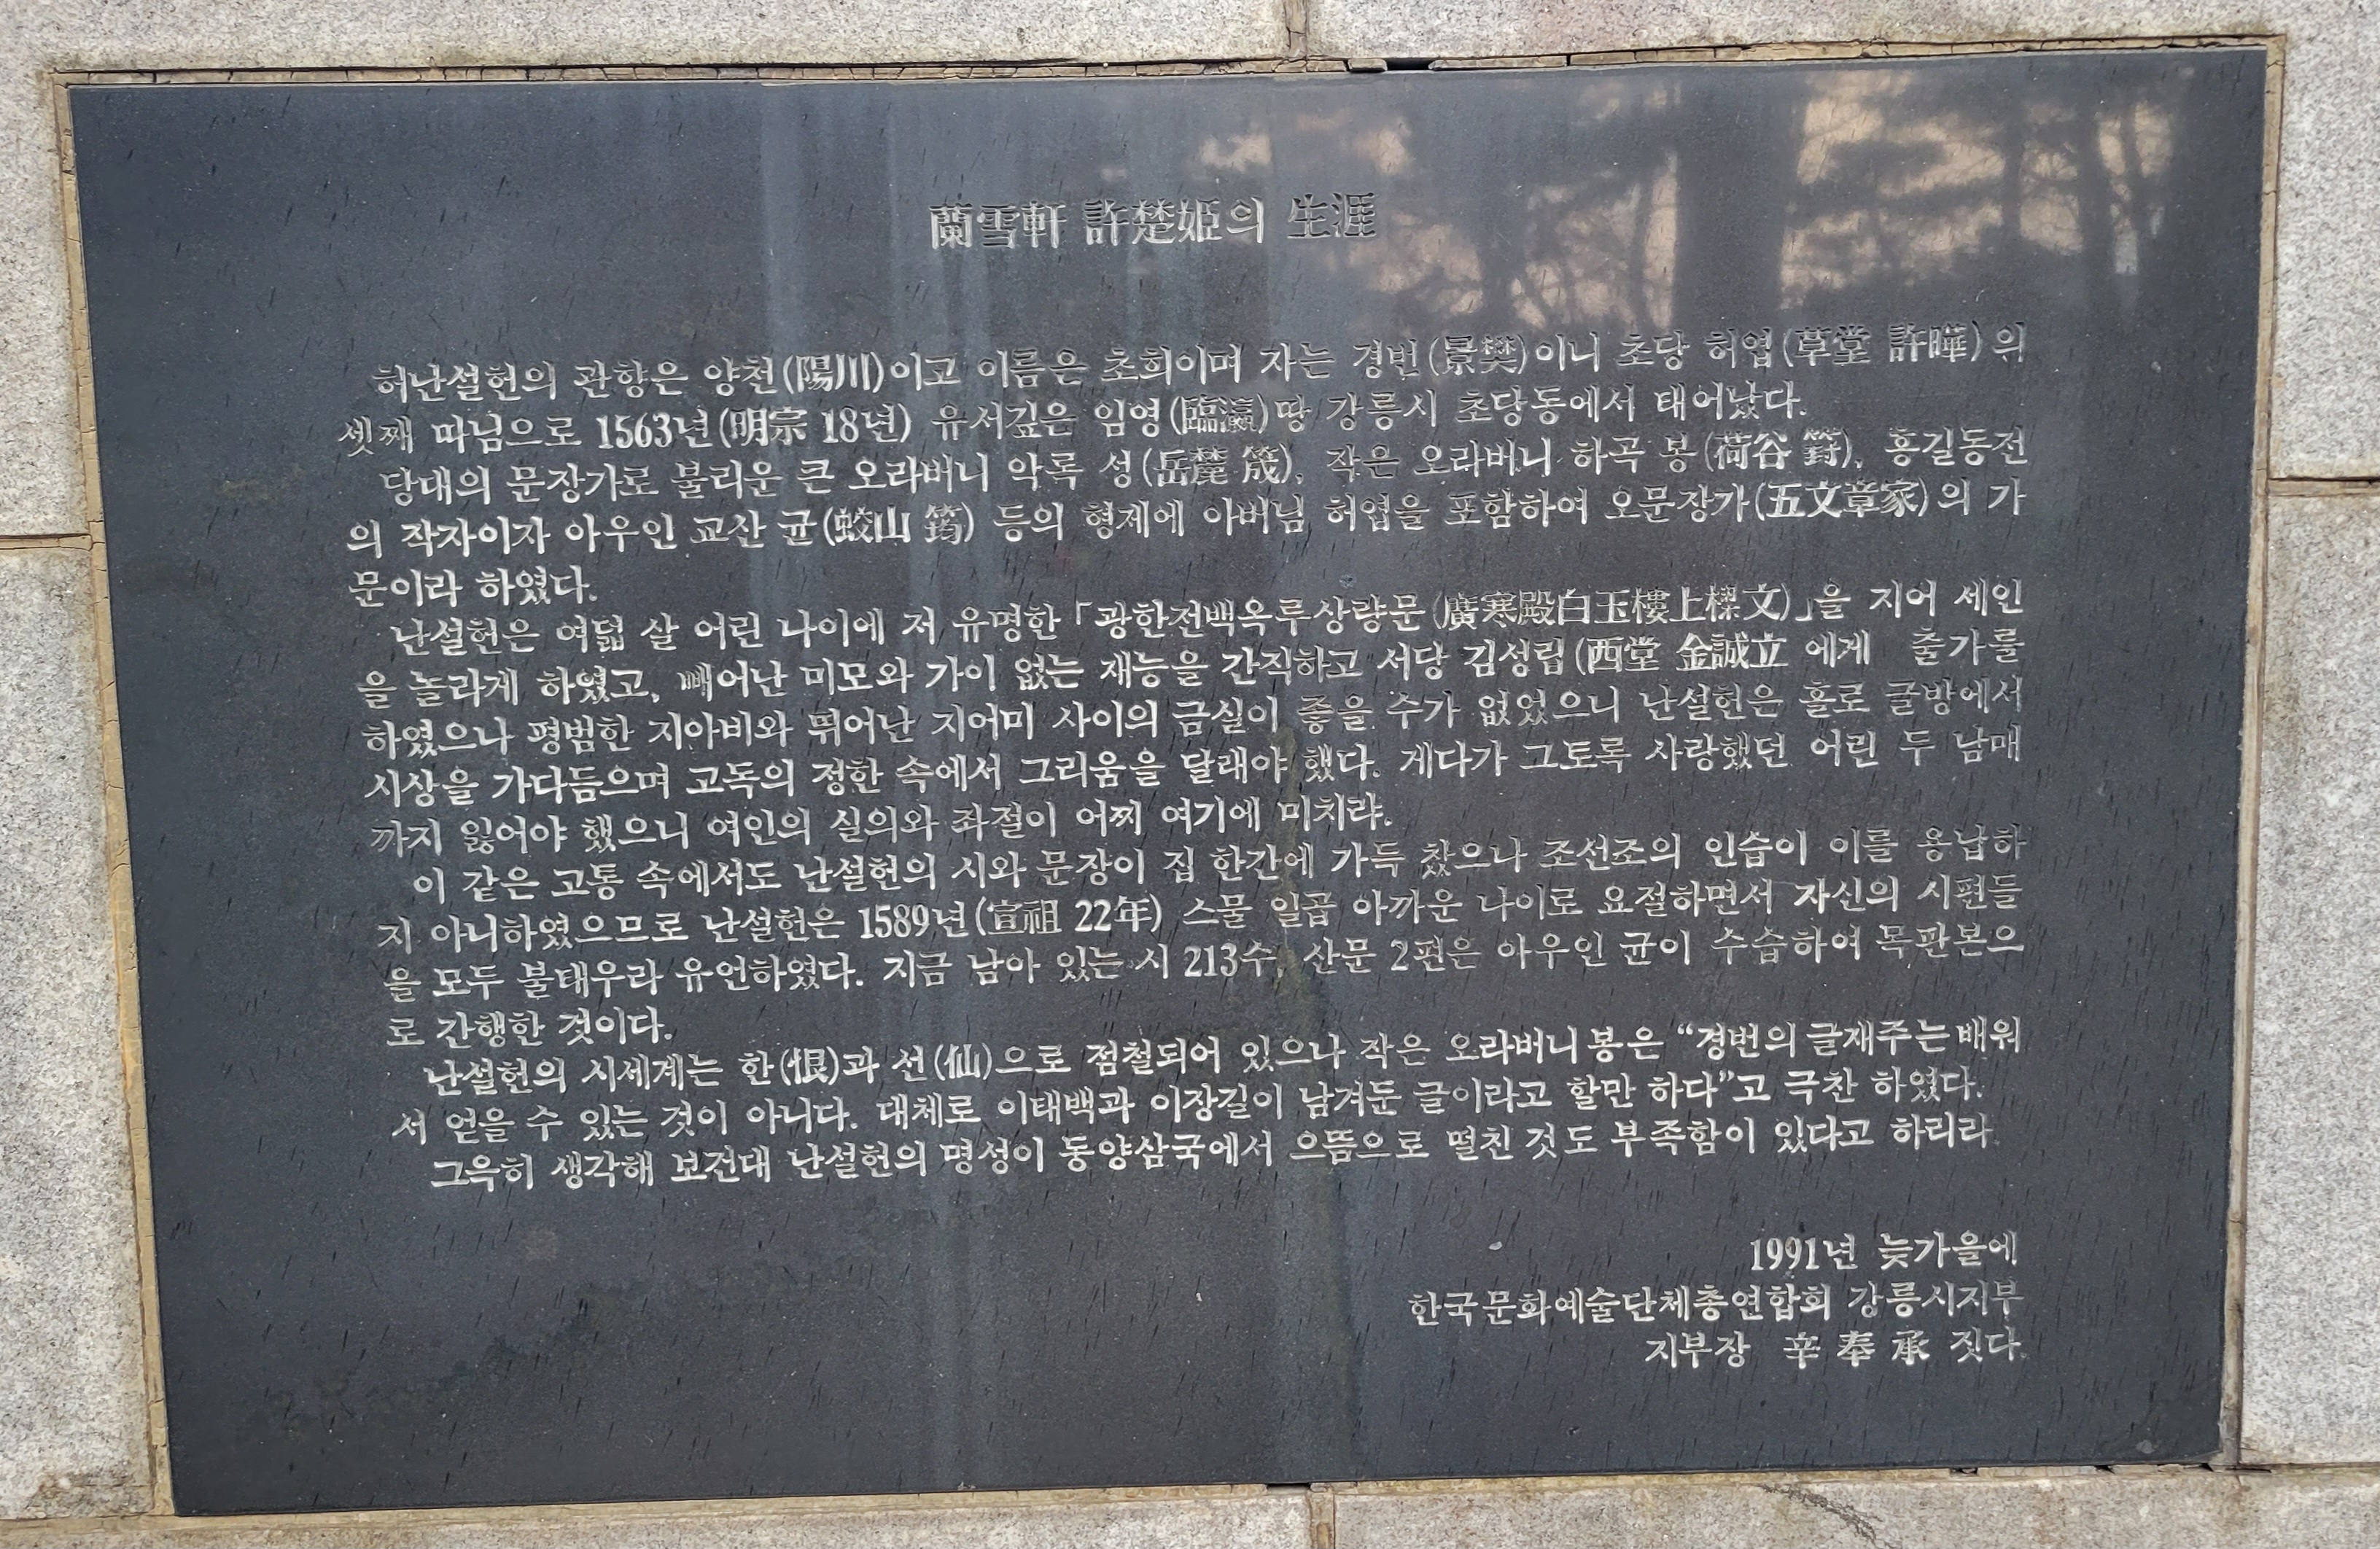 蘭雪軒 許楚姬의 生涯
허난설헌의 관향은 양천(陽川)이고 이름은 초희이며 자는 경번(景樊)이니 초당 허엽(草堂 許曄)의
셋째 따님으로 1563년(明宗 18년) 유서깊은 임영(臨瀛)땅 강릉시 초당동에서 태어났다.
당대의 문장가로 불리운 큰 오라버니 악록 성(岳麓 筬), 작은 오라버니 하곡 봉(荷谷 篈), 홍길동전
의 작자이자 아우인 교산 균(蛟山 筠) 등의 형제에 아버님 허엽을 포함하여 오문장가(五文章家)의 가
문이라 하였다.
난설헌은 여덟 살 어린 나이에 저 유명한 「광한전백옥루상량문(廣寒殿白玉樓上樑文)」을 지어 세인
을 놀라게 하였고, 빼어난 미모와 가이 없는 재능을 간직하고 서당 김성립(西堂 金誠立 에게 출가를
하였으나 평범한 지아비와 뛰어난 지어미 사이의 금실이 좋을 수가 없었으니 난설헌은 홀로 굴방에서
시상을 가다듬으며 고독의 정한 속에서 그리움을 달래야 했다. 게다가 그토록 사랑했던 어린 두 남매
까지 잃어야 했으니 여인의 실의와 좌절이 어찌 여기에 미치랴.
이 같은 고통 속에서도 난설헌의 시와 문장이 집 한간에 가득 찼으나 조선조의 인습이 이를 용납하
지 아니하였으므로 난설헌은 1589년(宣祖 22年) 스물 일곱 아까운 나이로 요절하면서 자신의 시편들
을 모두 불태우라 유언하였다. 지금 남아 있는 시 213수, 산문 2편은 아우인 균이 수습하여 목판본으
로 간행한 것이다.
난설헌의 시세계는 한(恨)과 선(仙)으로 점철되어 있으나 작은 오라버니 봉은 “경번의 글재주는 배워
서 얻을 수 있는 것이 아니다. 대체로 이태백과 이장길이 남겨둔 글이라고 할만 하다”고 극찬 하였다.
그윽히 생각해 보건대 난설헌의 명성이 동양삼국에서 으뜸으로 떨친 것도 부족함이 있다고 하리라.
1991년 늦가을에
한국문화예술단체총연합회 강릉시지부
지부장 辛奉承 짓다.